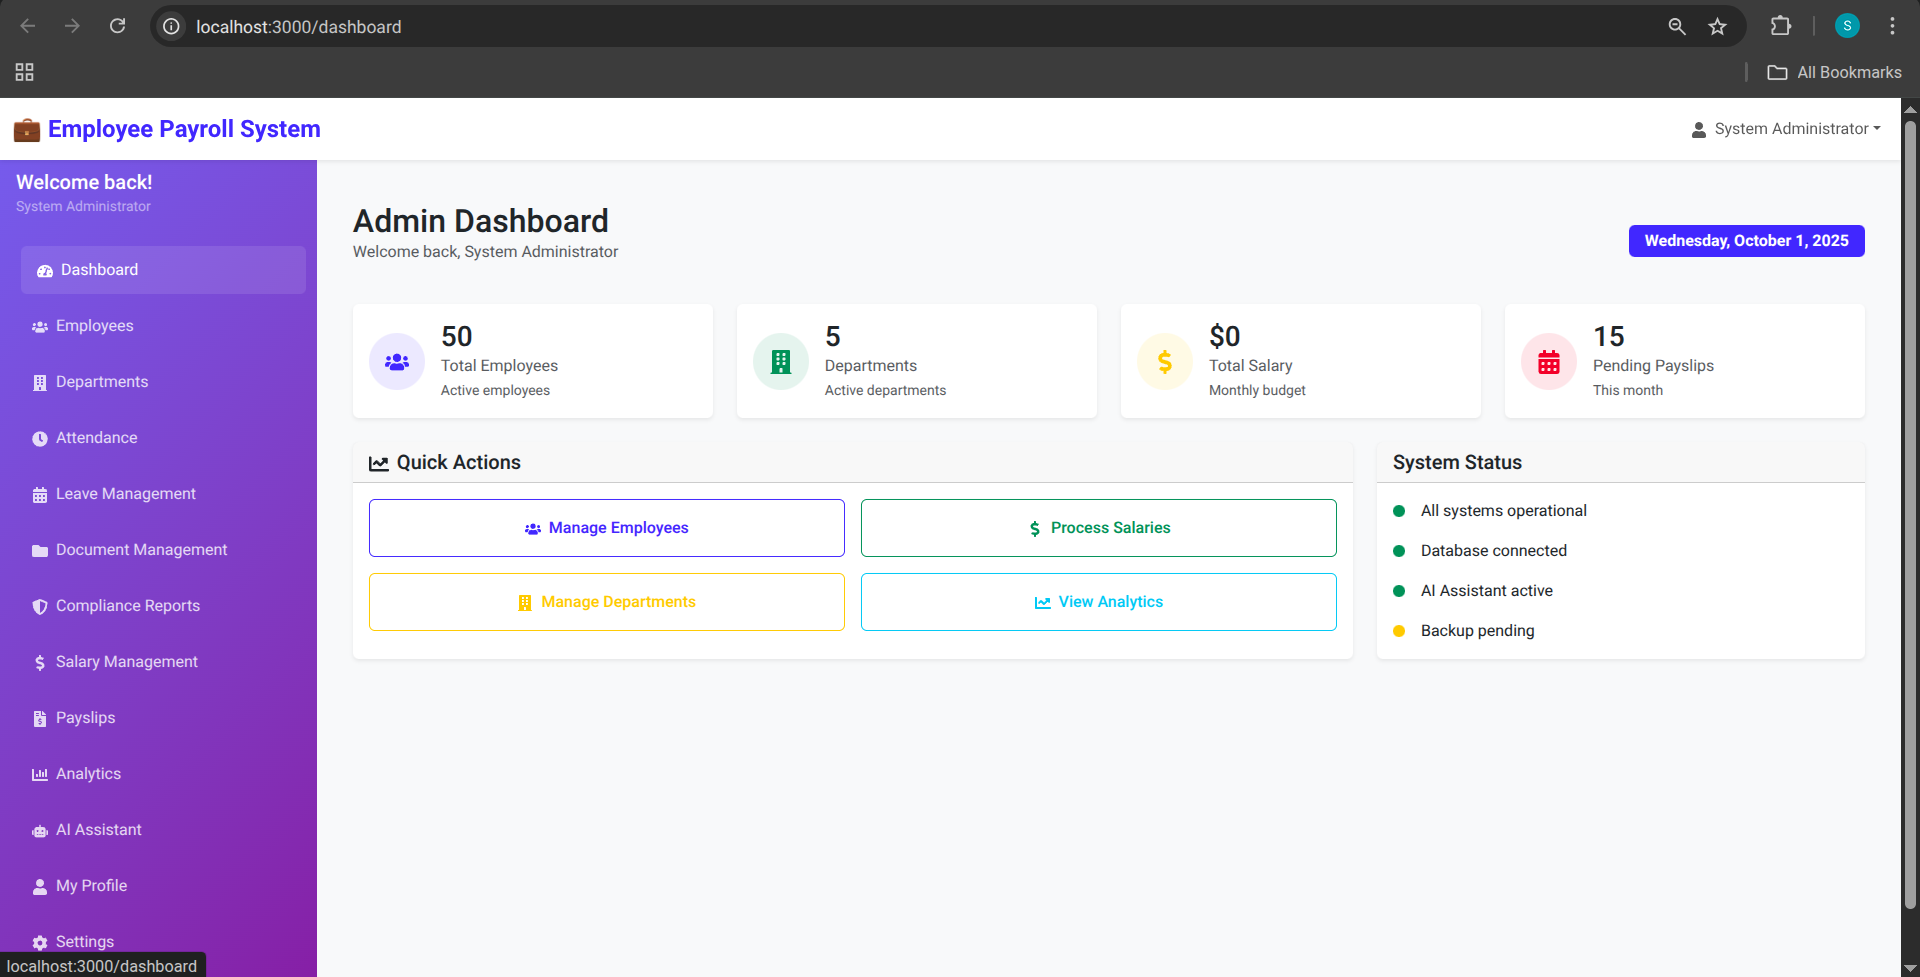 localhost:3000/dashboard
S
All Bookmarks
Employee Payroll System
System Administrator
Welcome back!
System Administrator
Dashboard
Employees
Departments
Attendance
Leave Management
Document Management
Compliance Reports
Salary Management
Payslips
Analytics
AI Assistant
My Profile
Settings
Admin Dashboard
Welcome back, System Administrator
Wednesday, October 1, 2025
50
Total Employees
Active employees
5
Departments
Active departments
$0
Total Salary
Monthly budget
15
Pending Payslips
This month
Quick Actions
Manage Employees
Process Salaries
Manage Departments
View Analytics
System Status
All systems operational
Database connected
AI Assistant active
Backup pending
localhost:3000/dashboard